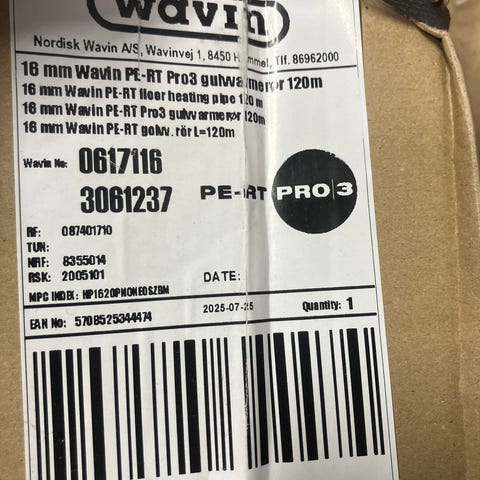 wavin
Nordisk Wavin A/S, Wavinvej 1, 8450 Hammel, Tlf. 86962000
16 mm Wavin PE-RT Pro3 gulvvarmerør 120m
16 mm Wavin PE-RT floor heating pipe 120 m
16 mm Wavin PE-RT Pro3 gulvvarmerør 120m
16 mm Wavin PE-RT golvv. rör L=120m
Wavin No: 0617116
3061237
PE-RT PRO 3
RF: 087401710
TUN:
NRF: 8355014
RSK: 2005101
DATE:
MPC INDEX: HP1620PNONEOSZBM
2025-07-25
Quantity: 1
EAN No: 5708525344474